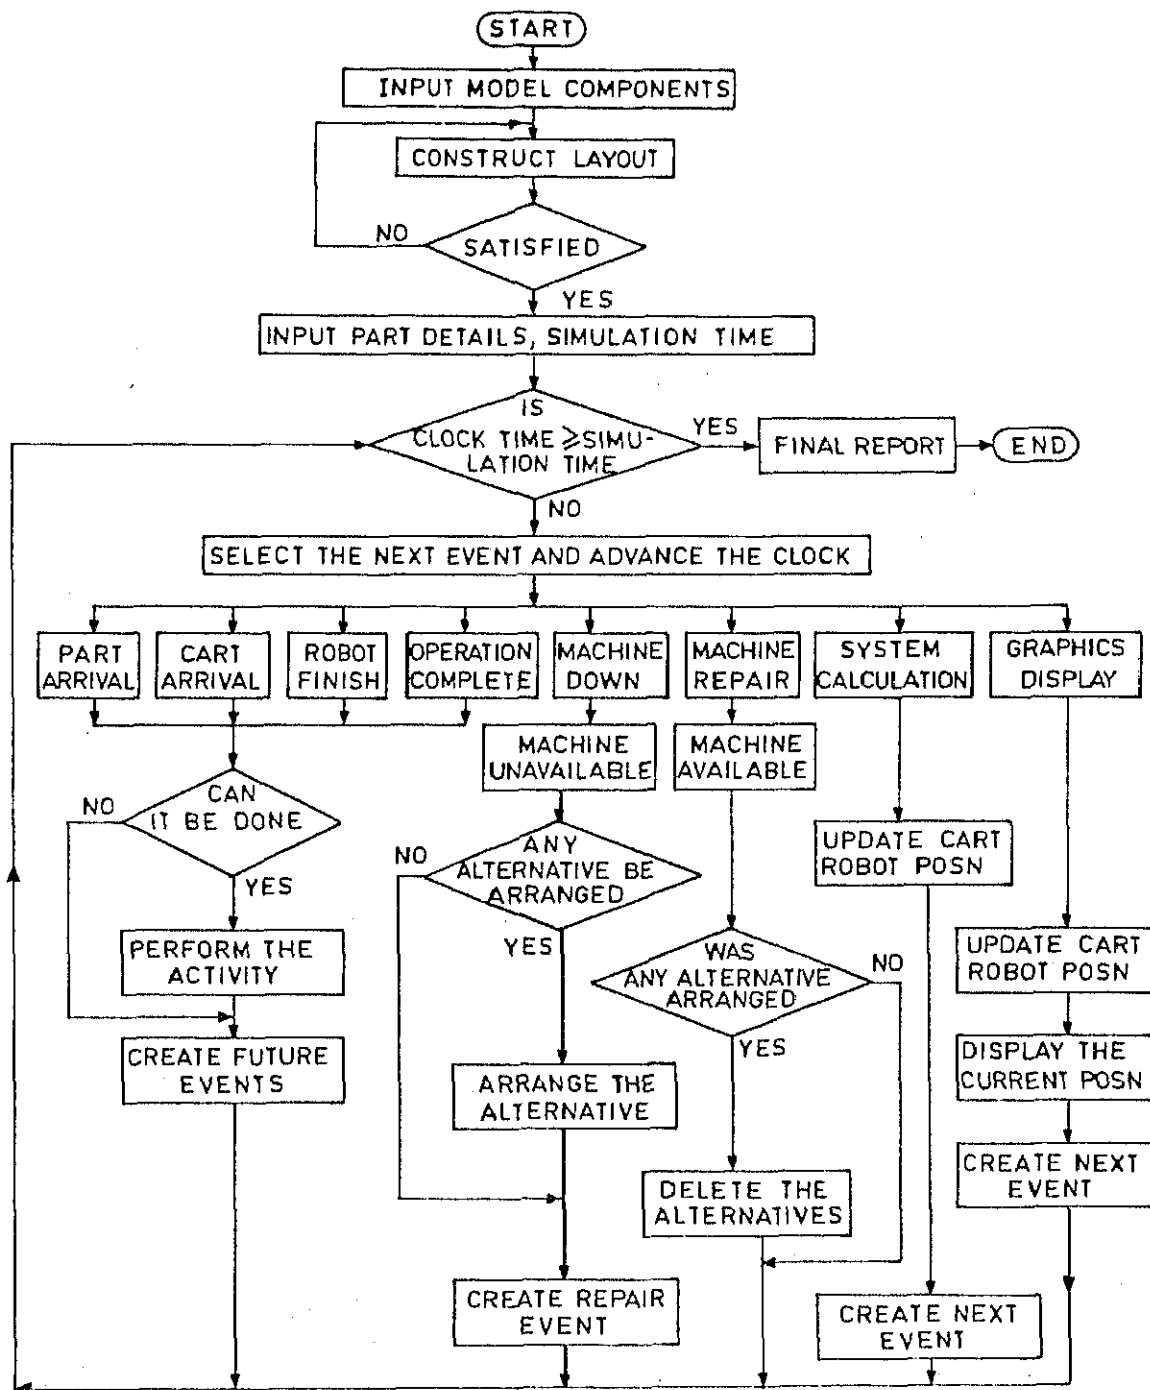 START
INPUT MODEL COMPONENTS
CONSTRUCT LAYOUT
NO
SATISFIED
YES
INPUT PART DETAILS, SIMULATION TIME
IS
CLOCK TIME ≥ SIMU-
LATION TIME
YES
FINAL REPORT
END
NO
SELECT THE NEXT EVENT AND ADVANCE THE CLOCK
PART
ARRIVAL
CART
ARRIVAL
ROBOT
FINISH
OPERATION
COMPLETE
MACHINE
DOWN
MACHINE
REPAIR
SYSTEM
CALCULATION
GRAPHICS
DISPLAY
MACHINE
UNAVAILABLE
MACHINE
AVAILABLE
NO
CAN
IT BE DONE
YES
NO
ANY
ALTERNATIVE BE
ARRANGED
YES
UPDATE CART
ROBOT POSN
PERFORM THE
ACTIVITY
WAS
ANY ALTERNATIVE
ARRANGED
NO
YES
UPDATE CART
ROBOT POSN
CREATE FUTURE
EVENTS
ARRANGE THE
ALTERNATIVE
DISPLAY THE
CURRENT POSN
DELETE THE
ALTERNATIVES
CREATE NEXT
EVENT
CREATE REPAIR
EVENT
CREATE NEXT
EVENT